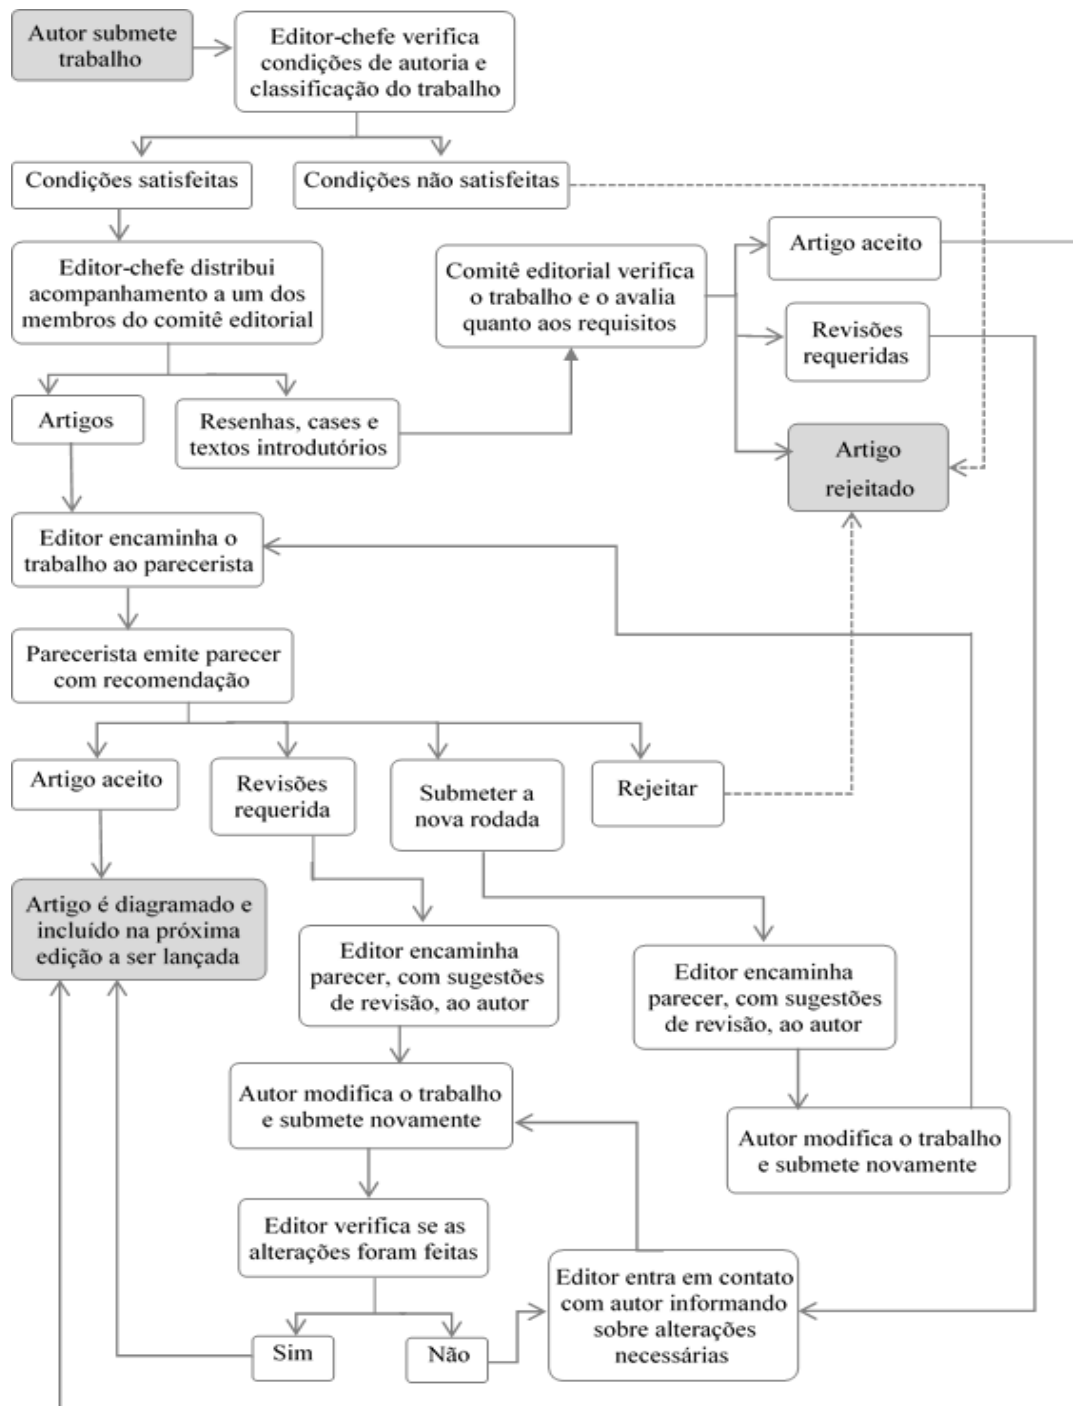 Autor submete
trabalho
Editor-chefe verifica
condições de autoria e
classificação do trabalho
Condições satisfeitas
Condições não satisfeitas
Editor-chefe distribui
acompanhamento a um dos
membros do comitê editorial
Comitê editorial verifica
o trabalho e o avalia
quanto aos requisitos
Artigo aceito
Revisões
requeridas
Artigo
rejeitado
Artigos
Resenhas, cases e
textos introdutórios
Editor encaminha o
trabalho ao parecerista
Parecerista emite parecer
com recomendação
Artigo aceito
Revisões
requerida
Submeter a
nova rodada
Rejeitar
Artigo é diagramado e
incluído na próxima
edição a ser lançada
Editor encaminha
parecer, com sugestões
de revisão, ao autor
Editor encaminha
parecer, com sugestões
de revisão, ao autor
Autor modifica o trabalho
e submete novamente
Autor modifica o trabalho
e submete novamente
Editor verifica se as
alterações foram feitas
Editor entra em contato
com autor informando
sobre alterações
necessárias
Sim
Não